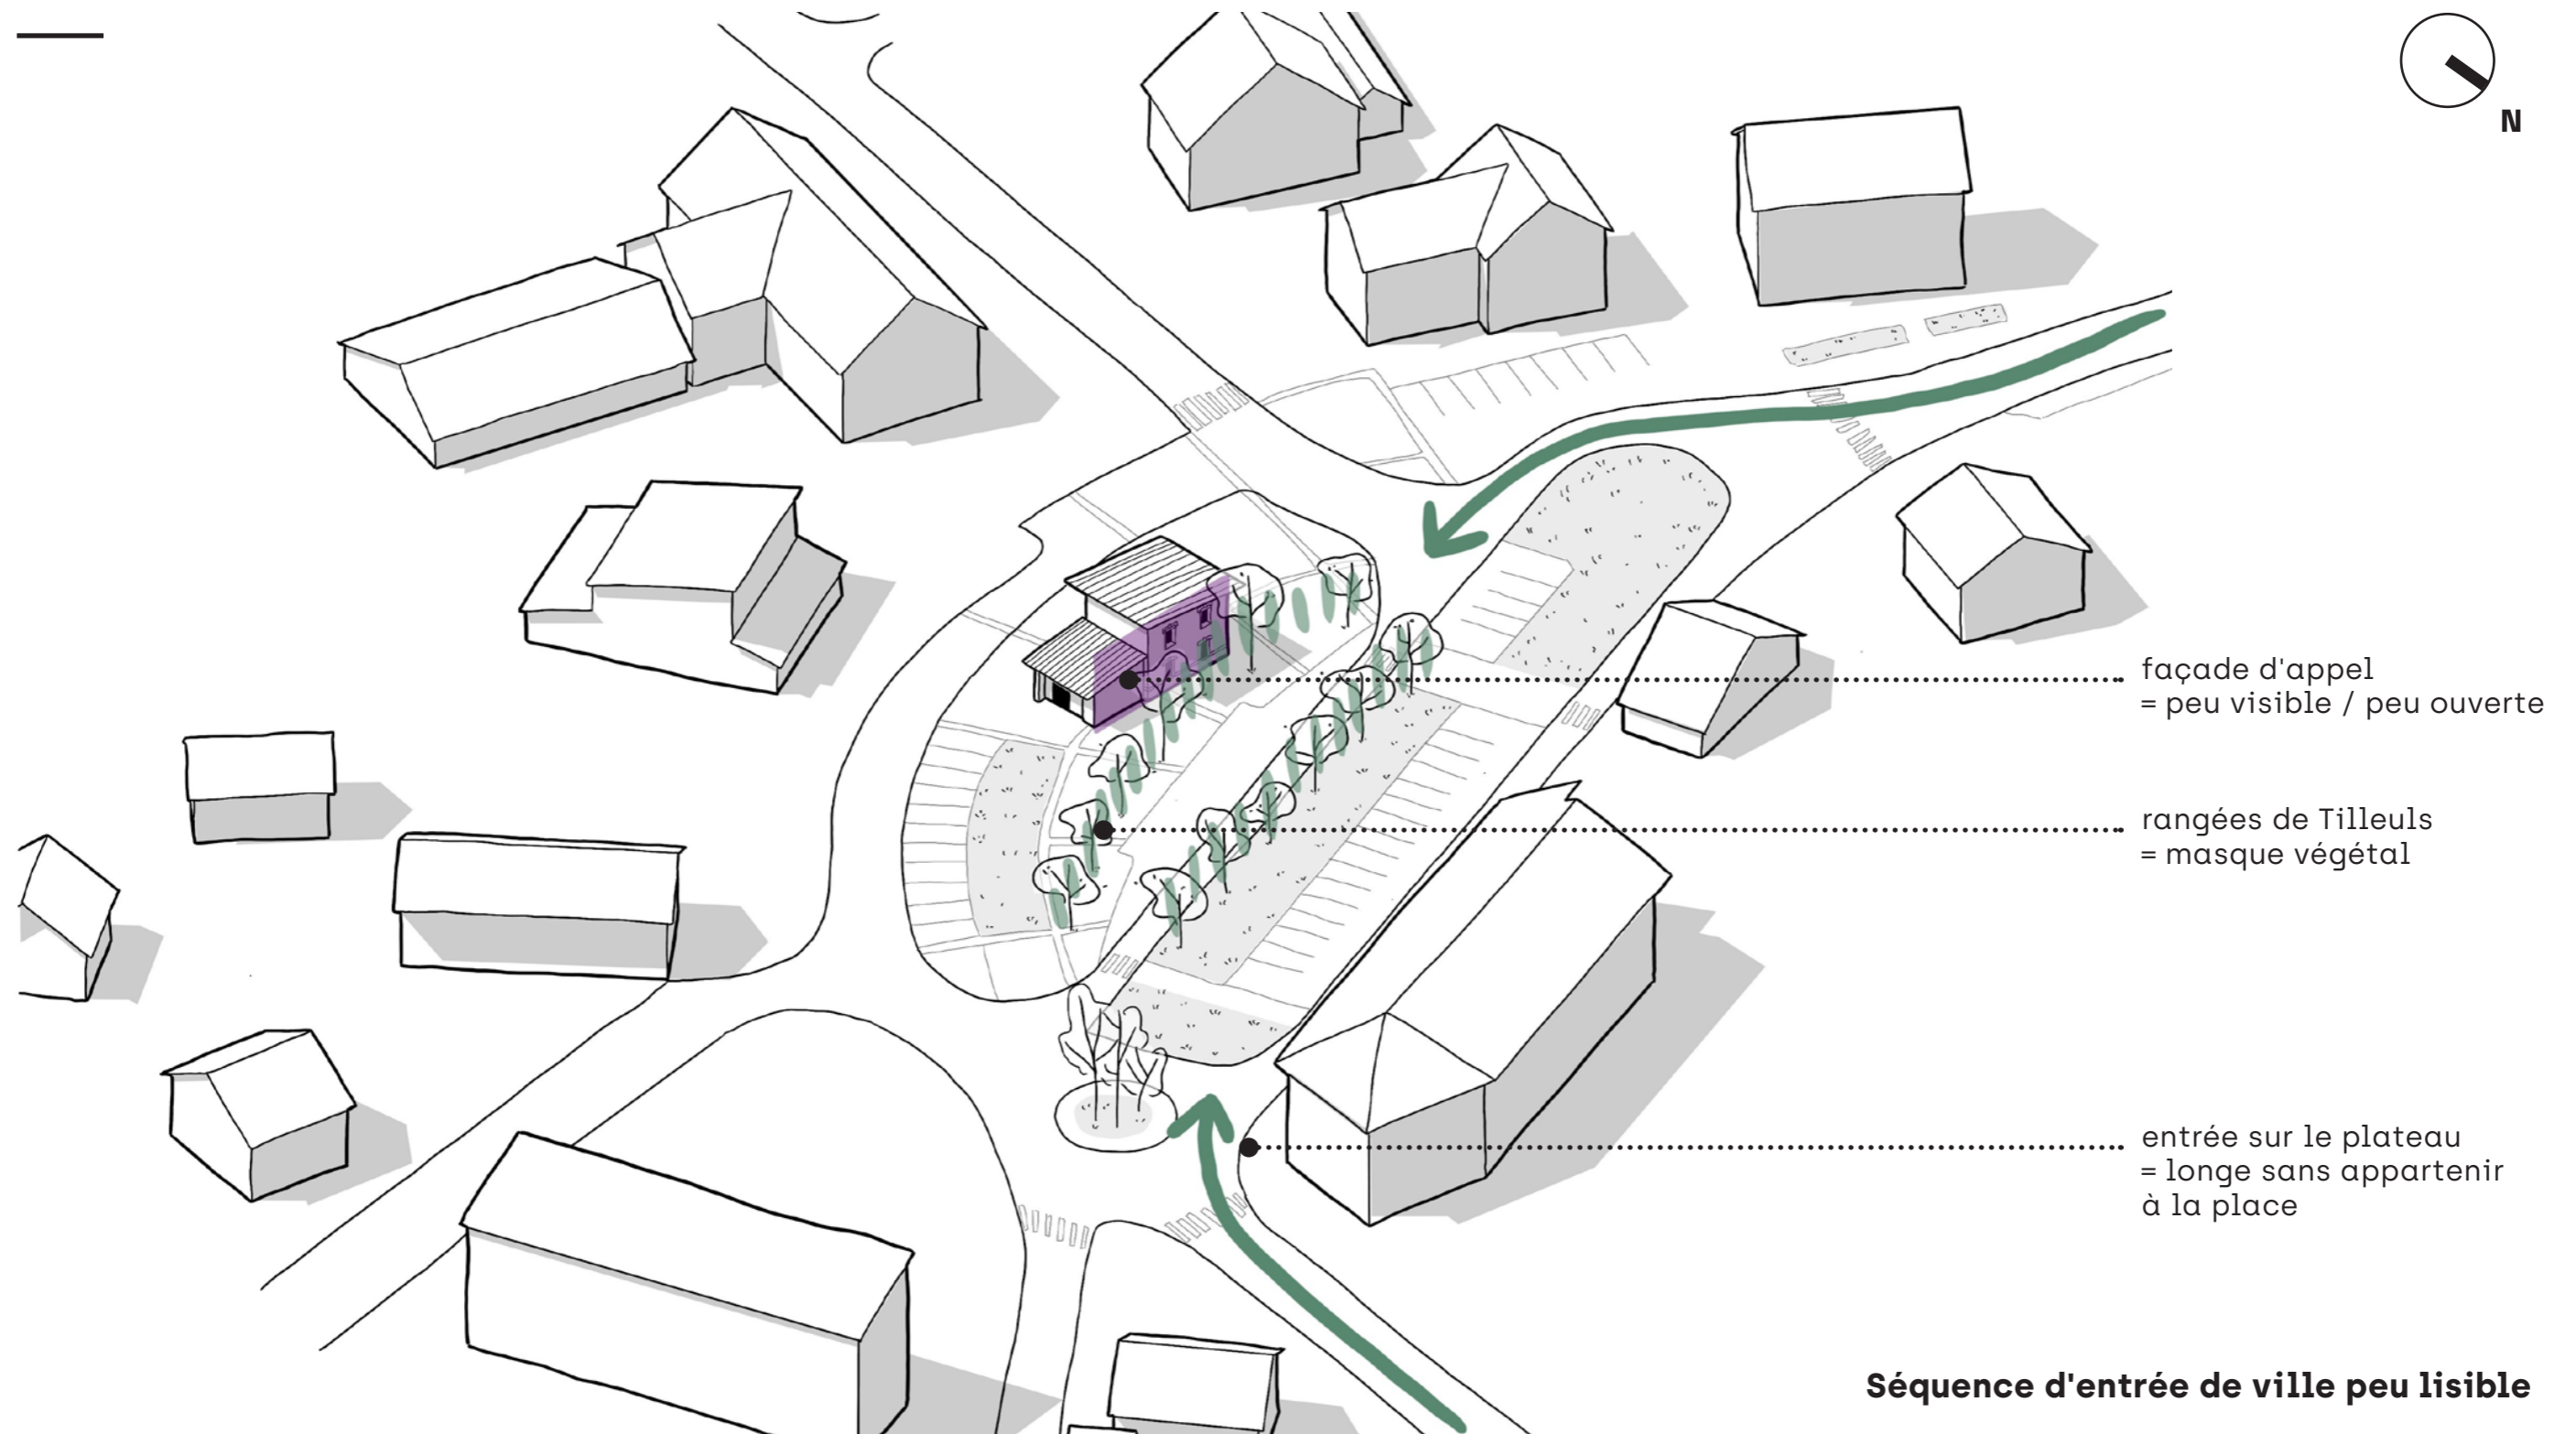 N
façade d'appel
= peu visible / peu ouverte
rangées de Tilleuls
= masque végétal
entrée sur le plateau
= longe sans appartenir
à la place
Séquence d'entrée de ville peu lisible